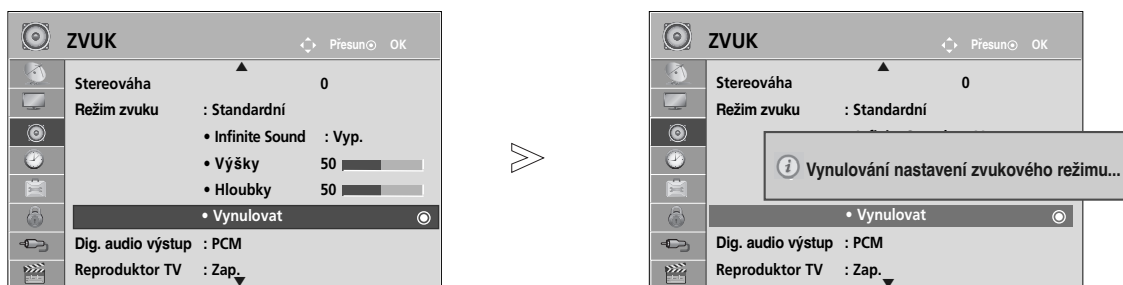 ZVUK Přesun OK
Stereováha 0
Režim zvuku : Standardní
• Infinite Sound : Vyp.
• Výšky 50
• Hloubky 50
• Vynulovat
Dig. audio výstup : PCM
Reproduktor TV : Zap.
ZVUK Přesun OK
Stereováha 0
Režim zvuku : Standardní
i Vynulování nastavení zvukového režimu...
• Vynulovat
Dig. audio výstup : PCM
Reproduktor TV : Zap.